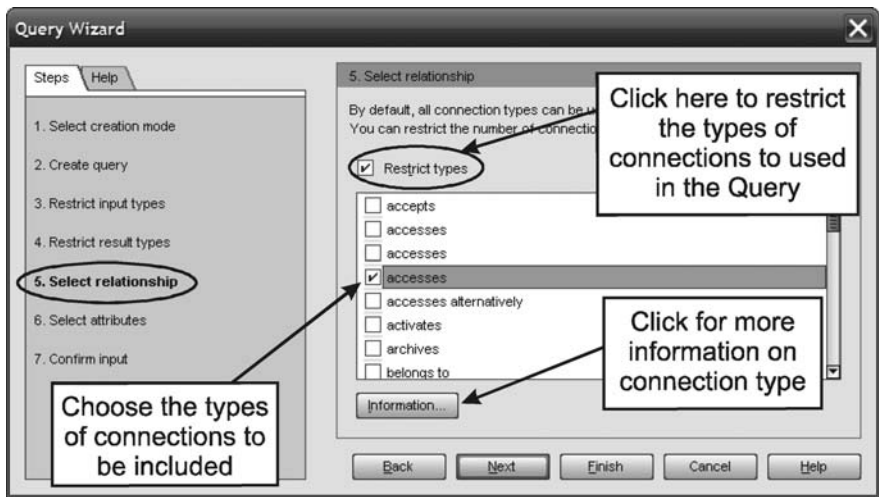 Query Wizard
Steps
Help
1. Select creation mode
2. Create query
3. Restrict input types
4. Restrict result types
5. Select relationship
6. Select attributes
7. Confirm input
5. Select relationship
By default, all connection types can be
You can restrict the number of
Restrict types
accepts
accesses
accesses
accesses
accesses alternatively
activates
archives
belongs to
Information...
Back
Next
Finish
Cancel
Help
Click here to restrict
the types of
connections to used
in the Query
Click for more
information on
connection type
Choose the types
of connections to
be included